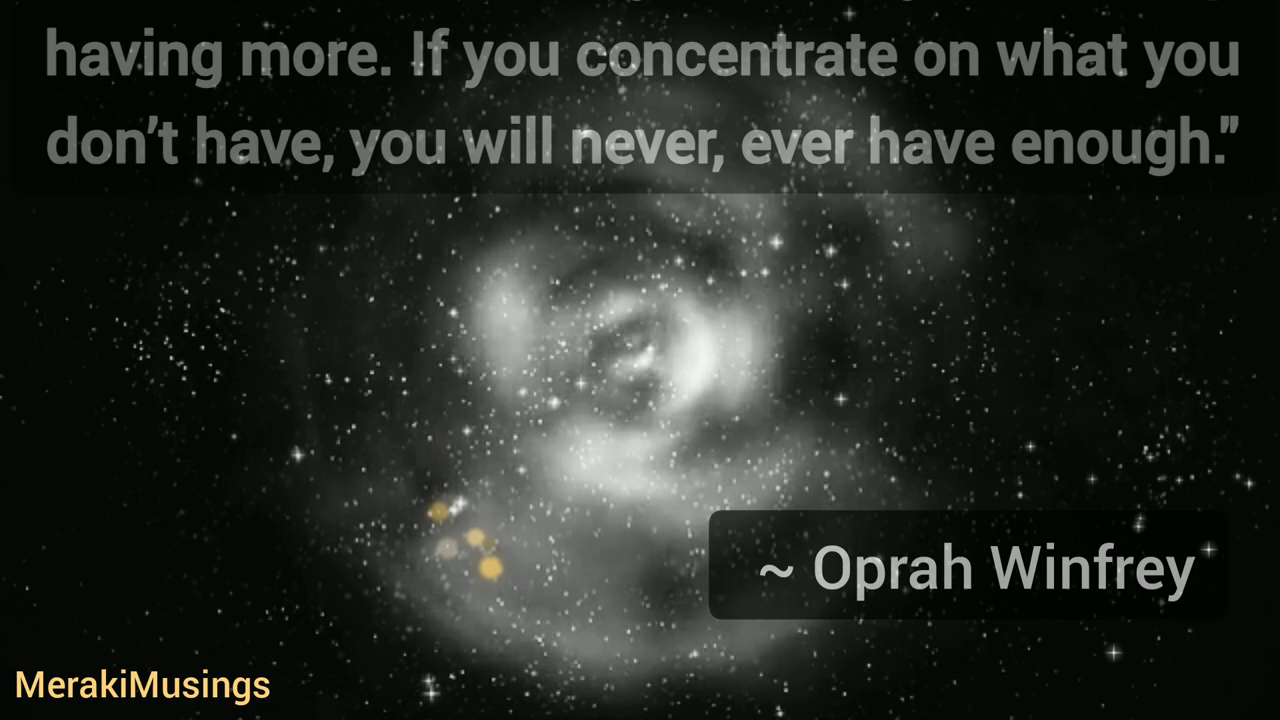 having more. If you concentrate on what you
don’t have, you will never, ever have enough.”
~ Oprah Winfrey
MerakiMusings